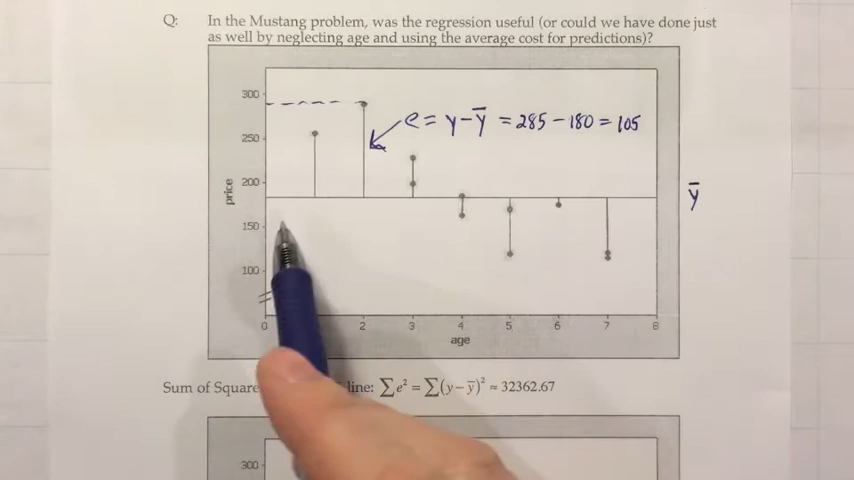 Q: In the Mustang problem, was the regression useful (or could we have done just
as well by neglecting age and using the average cost for predictions)?
300
e = y - ȳ = 285 - 180 = 105
250
200
ȳ
price
150
100
0 2 3 4 5 6 7 8
age
Sum of Square line: ∑e² = ∑(y-ȳ)² ≈ 32362.67
300